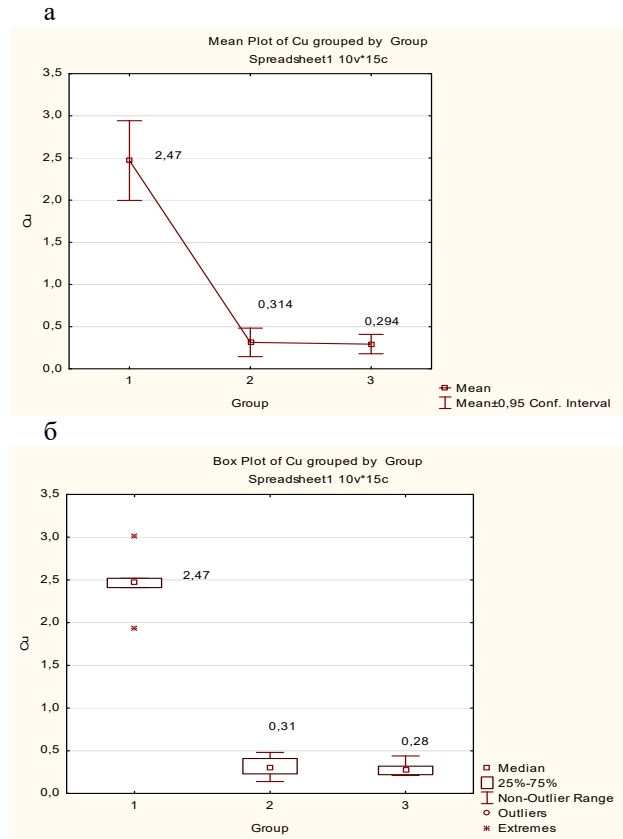 а
Mean Plot of Cu grouped by Group
Spreadsheet1 10v*15c
3,5
3,0
2,5
2,0
1,5
1,0
0,5
0,0
Cu
2,47
0,314
0,294
1 2 3
Group
Mean
Mean±0,95 Conf. Interval
б
Box Plot of Cu grouped by Group
Spreadsheet1 10v*15c
3,5
3,0
2,5
2,0
1,5
1,0
0,5
0,0
Cu
2,47
0,31
0,28
1 2 3
Group
Median
25%-75%
Non-Outlier Range
Outliers
Extremes